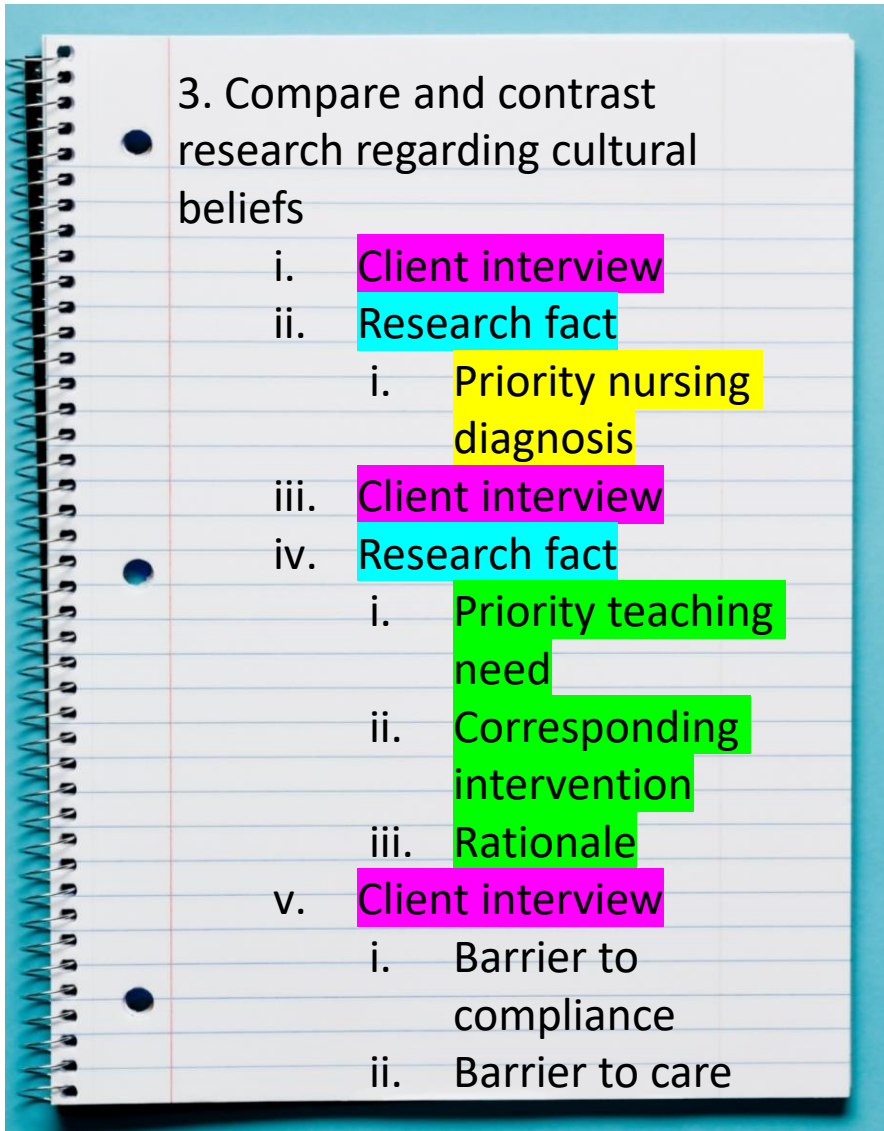 3. Compare and contrast
research regarding cultural
beliefs
i. Client interview
ii. Research fact
i. Priority nursing
diagnosis
iii. Client interview
iv. Research fact
i. Priority teaching
need
ii. Corresponding
intervention
iii. Rationale
v. Client interview
i. Barrier to
compliance
ii. Barrier to care